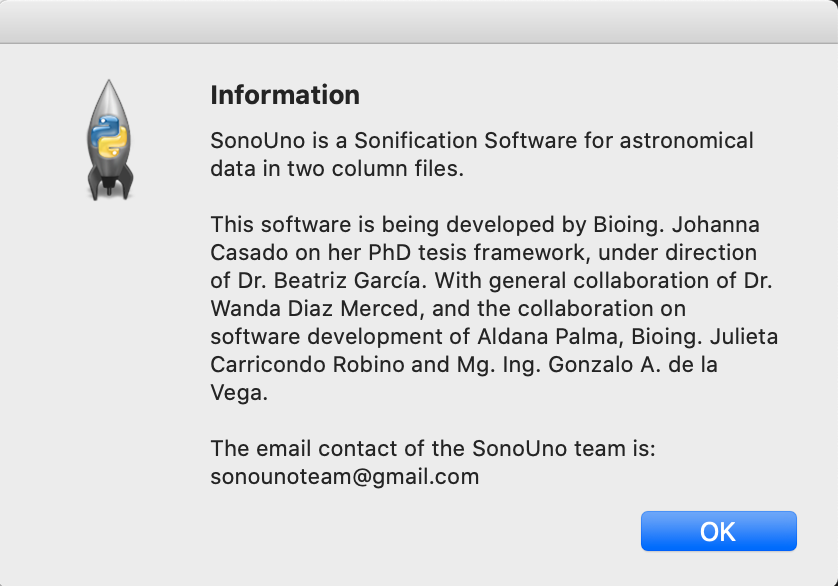 Information
SonoUno is a Sonification Software for astronomical
data in two column files.
This software is being developed by Bioing. Johanna
Casado on her PhD tesis framework, under direction
of Dr. Beatriz García. With general collaboration of Dr.
Wanda Diaz Merced, and the collaboration on
software development of Aldana Palma, Bioing. Julieta
Carricondo Robino and Mg. Ing. Gonzalo A. de la
Vega.
The email contact of the SonoUno team is:
sonounoteam@gmail.com
OK